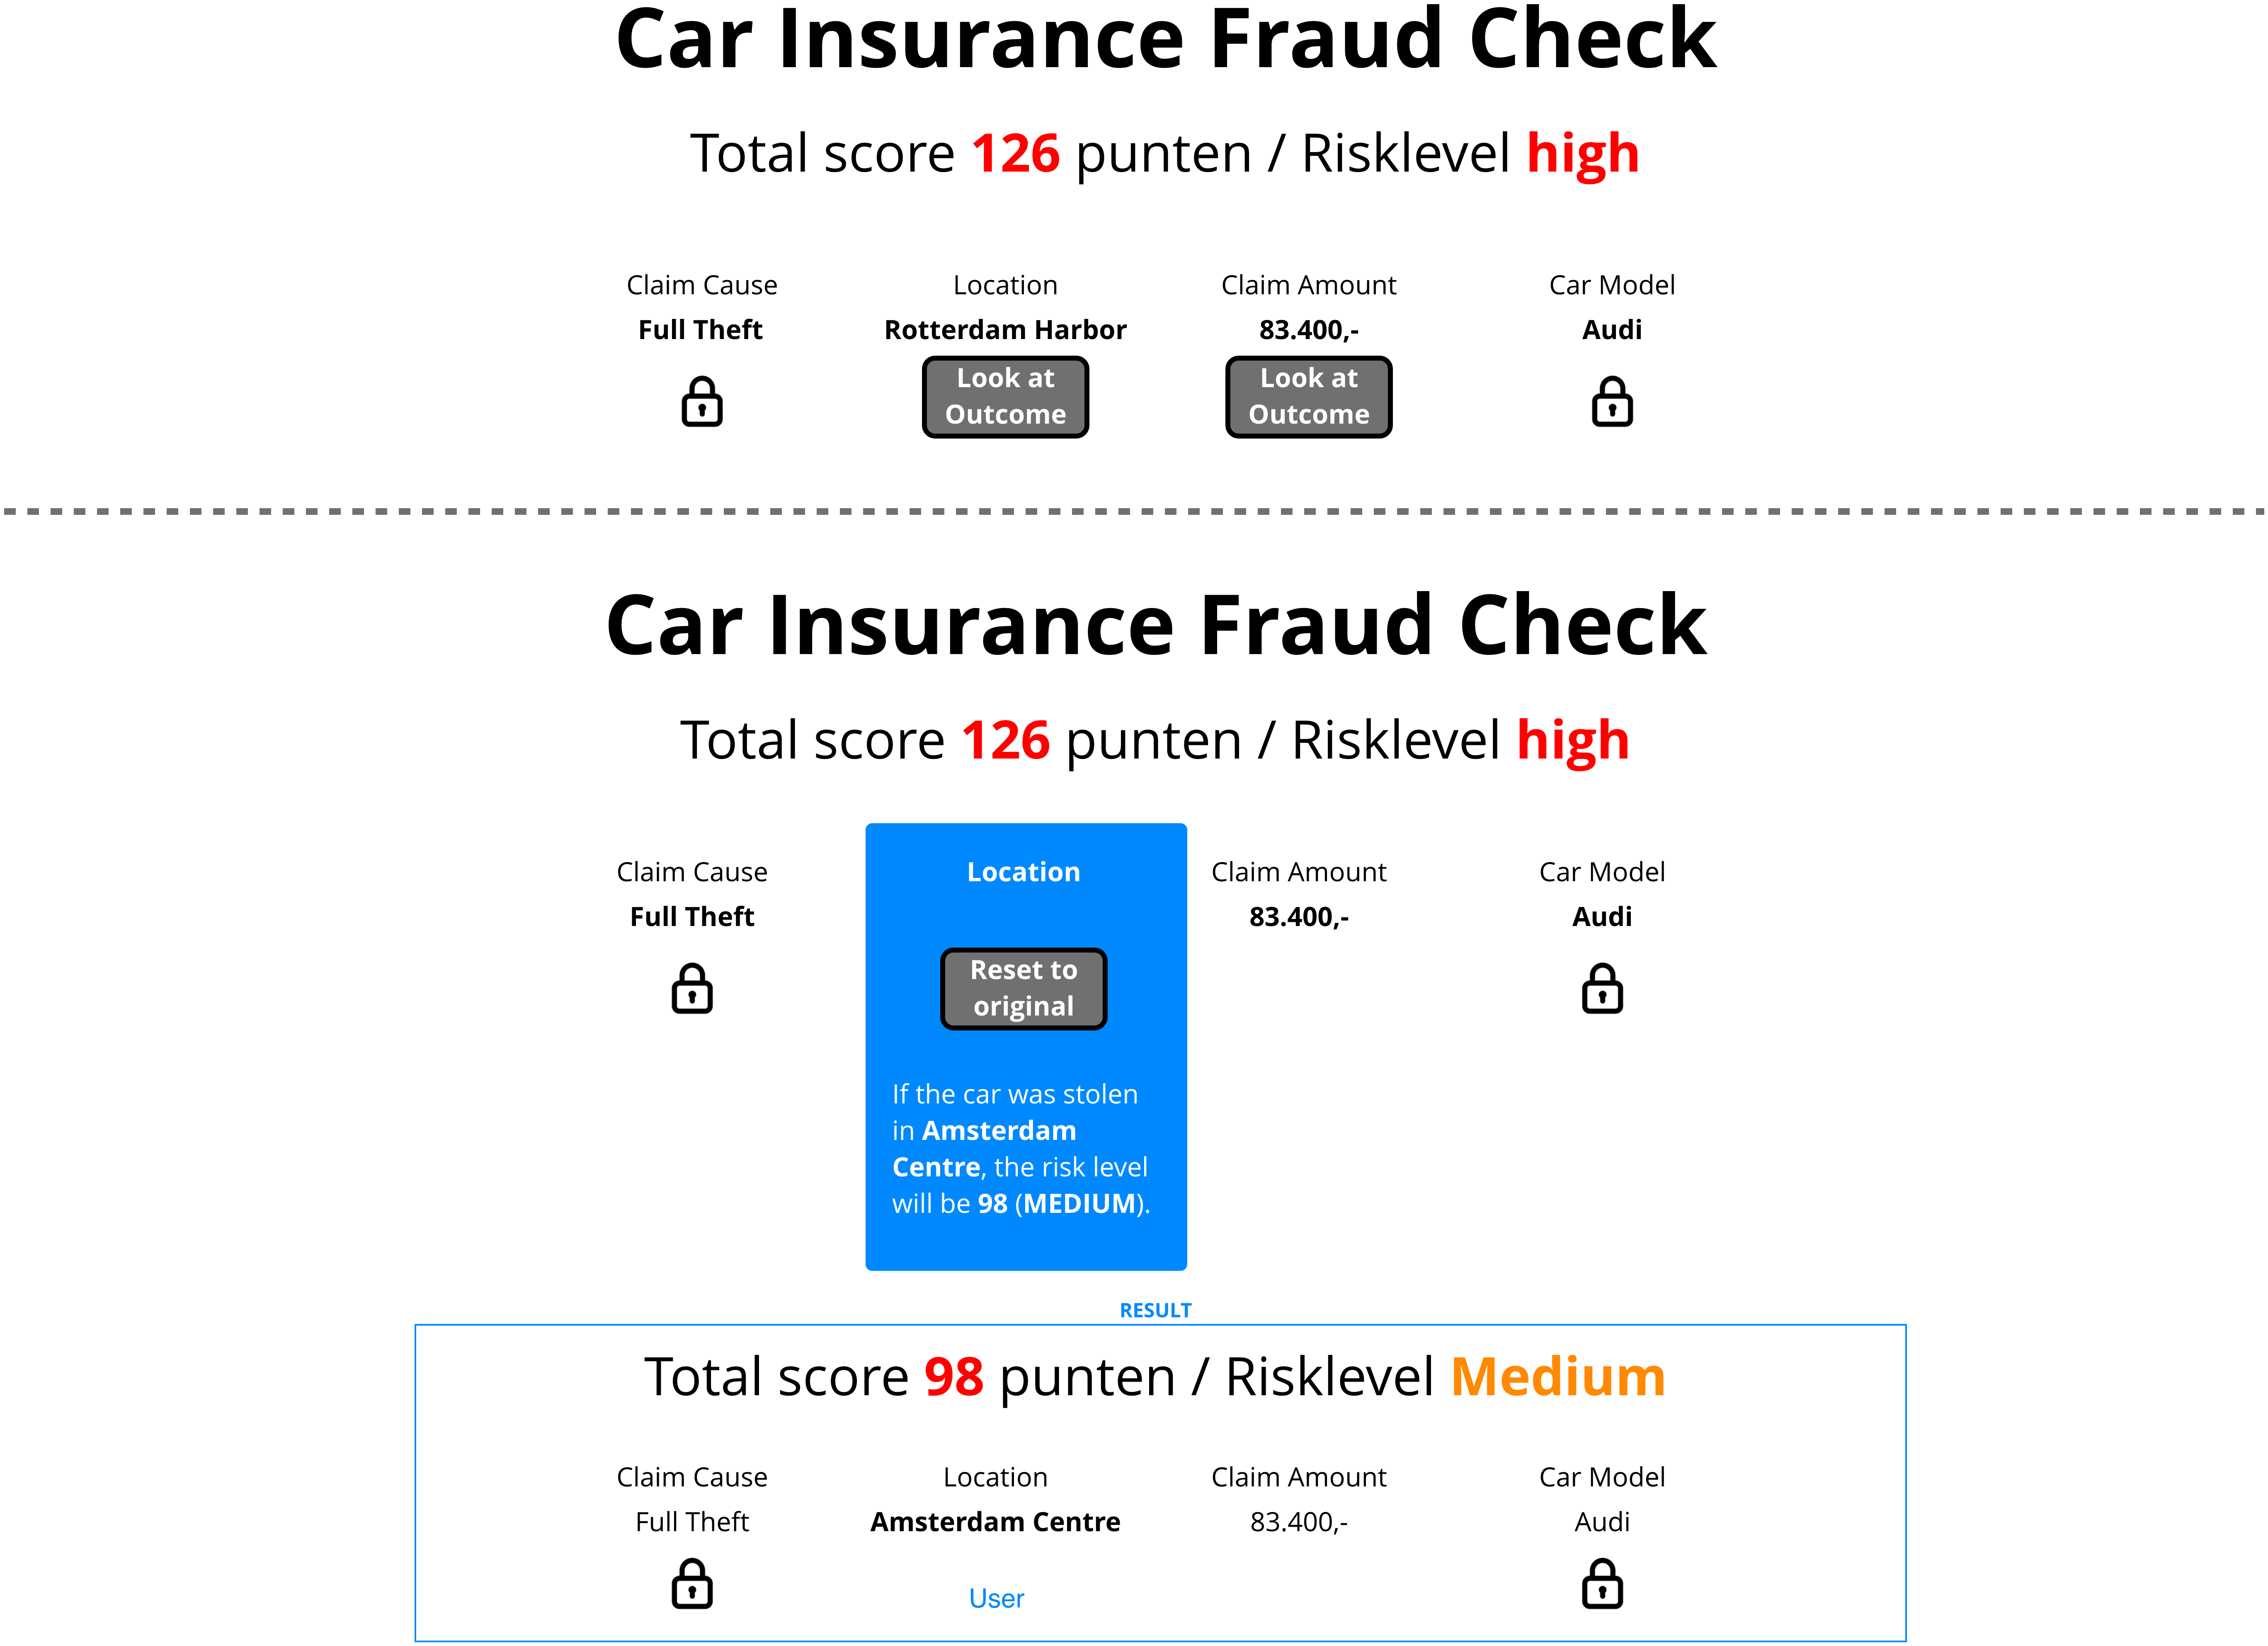 Car Insurance Fraud Check
Total score 126 punten / Risklevel high
Claim Cause
Full Theft
Location
Rotterdam Harbor
Look at
Outcome
Claim Amount
83.400,-
Look at
Outcome
Car Model
Audi
Car Insurance Fraud Check
Total score 126 punten / Risklevel high
Claim Cause
Full Theft
Location
Reset to
original
If the car was stolen
in Amsterdam
Centre, the risk level
will be 98 (MEDIUM).
Claim Amount
83.400,-
Car Model
Audi
RESULT
Total score 98 punten / Risklevel Medium
Claim Cause
Full Theft
Location
Amsterdam Centre
User
Claim Amount
83.400,-
Car Model
Audi